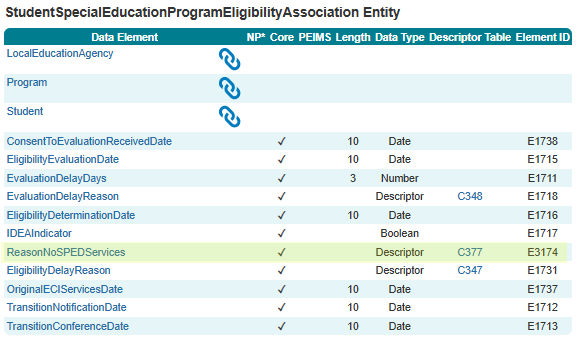 StudentSpecialEducationProgramEligibilityAssociation Entity
Data Element NP* Core PEIMS Length Data Type Descriptor Table Element ID
LocalEducationAgency
Program
Student
ConsentToEvaluationReceivedDate ✓ 10 Date E1738
EligibilityEvaluationDate ✓ 10 Date E1715
EvaluationDelayDays ✓ 3 Number E1711
EvaluationDelayReason ✓ Descriptor C348 E1718
EligibilityDeterminationDate ✓ 10 Date E1716
IDEAIndicator ✓ Boolean E1717
ReasonNoSPEDServices ✓ Descriptor C377 E3174
EligibilityDelayReason ✓ Descriptor C347 E1731
OriginalECIServicesDate ✓ 10 Date E1737
TransitionNotificationDate ✓ 10 Date E1712
TransitionConferenceDate ✓ 10 Date E1713